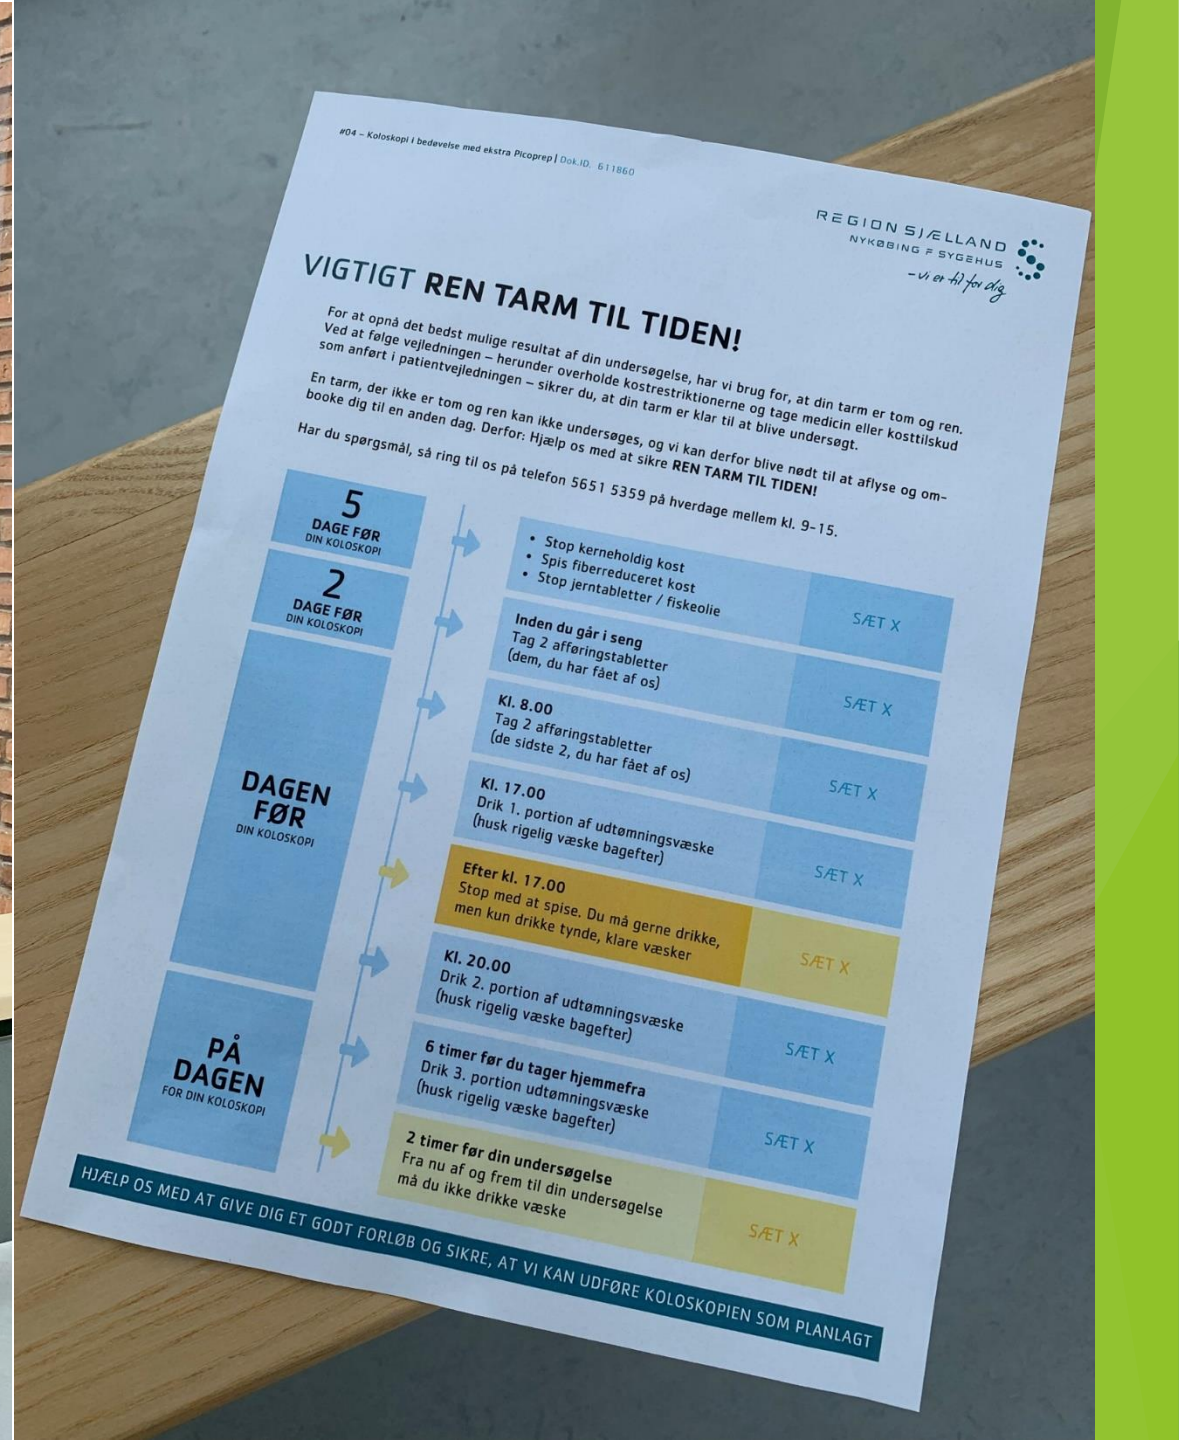 #04 – Koloskopi i bedøvelse med ekstra Picoprep | Dok.ID. 611860
REGION SJÆLLAND
NYKØBING F SYGEHUS
- vi er til for dig
VIGTIGT REN TARM TIL TIDEN!
For at opnå det bedst mulige resultat af din undersøgelse, har vi brug for, at din tarm er tom og ren.
Ved at følge vejledningen – herunder overholde kostrestriktionerne og tage medicin eller kosttilskud
som anført i patientvejledningen – sikrer du, at din tarm er klar til at blive undersøgt.
En tarm, der ikke er tom og ren kan ikke undersøges, og vi kan derfor blive nødt til at aflyse og om-
booke dig til en anden dag. Derfor: Hjælp os med at sikre REN TARM TIL TIDEN!
Har du spørgsmål, så ring til os på telefon 5651 5359 på hverdage mellem kl. 9-15.
5
DAGE FØR
DIN KOLOSKOPI
• Stop kerneholdig kost
• Spis fiberreduceret kost
• Stop jerntabletter / fiskeolie
SÆT X
2
DAGE FØR
DIN KOLOSKOPI
Inden du går i seng
Tag 2 afføringstabletter
(dem, du har fået af os)
SÆT X
DAGEN
FØR
DIN KOLOSKOPI
Kl. 8.00
Tag 2 afføringstabletter
(de sidste 2, du har fået af os)
SÆT X
Kl. 17.00
Drik 1. portion af udtømningsvæske
(husk rigelig væske bagefter)
SÆT X
Efter kl. 17.00
Stop med at spise. Du må gerne drikke,
men kun drikke tynde, klare væsker
SÆT X
Kl. 20.00
Drik 2. portion af udtømningsvæske
(husk rigelig væske bagefter)
SÆT X
PÅ
DAGEN
FOR DIN KOLOSKOPI
6 timer før du tager hjemmefra
Drik 3. portion udtømningsvæske
(husk rigelig væske bagefter)
SÆT X
2 timer før din undersøgelse
Fra nu af og frem til din undersøgelse
må du ikke drikke væske
SÆT X
HJÆLP OS MED AT GIVE DIG ET GODT FORLØB OG SIKRE, AT VI KAN UDFØRE KOLOSKOPIEN SOM PLANLAGT